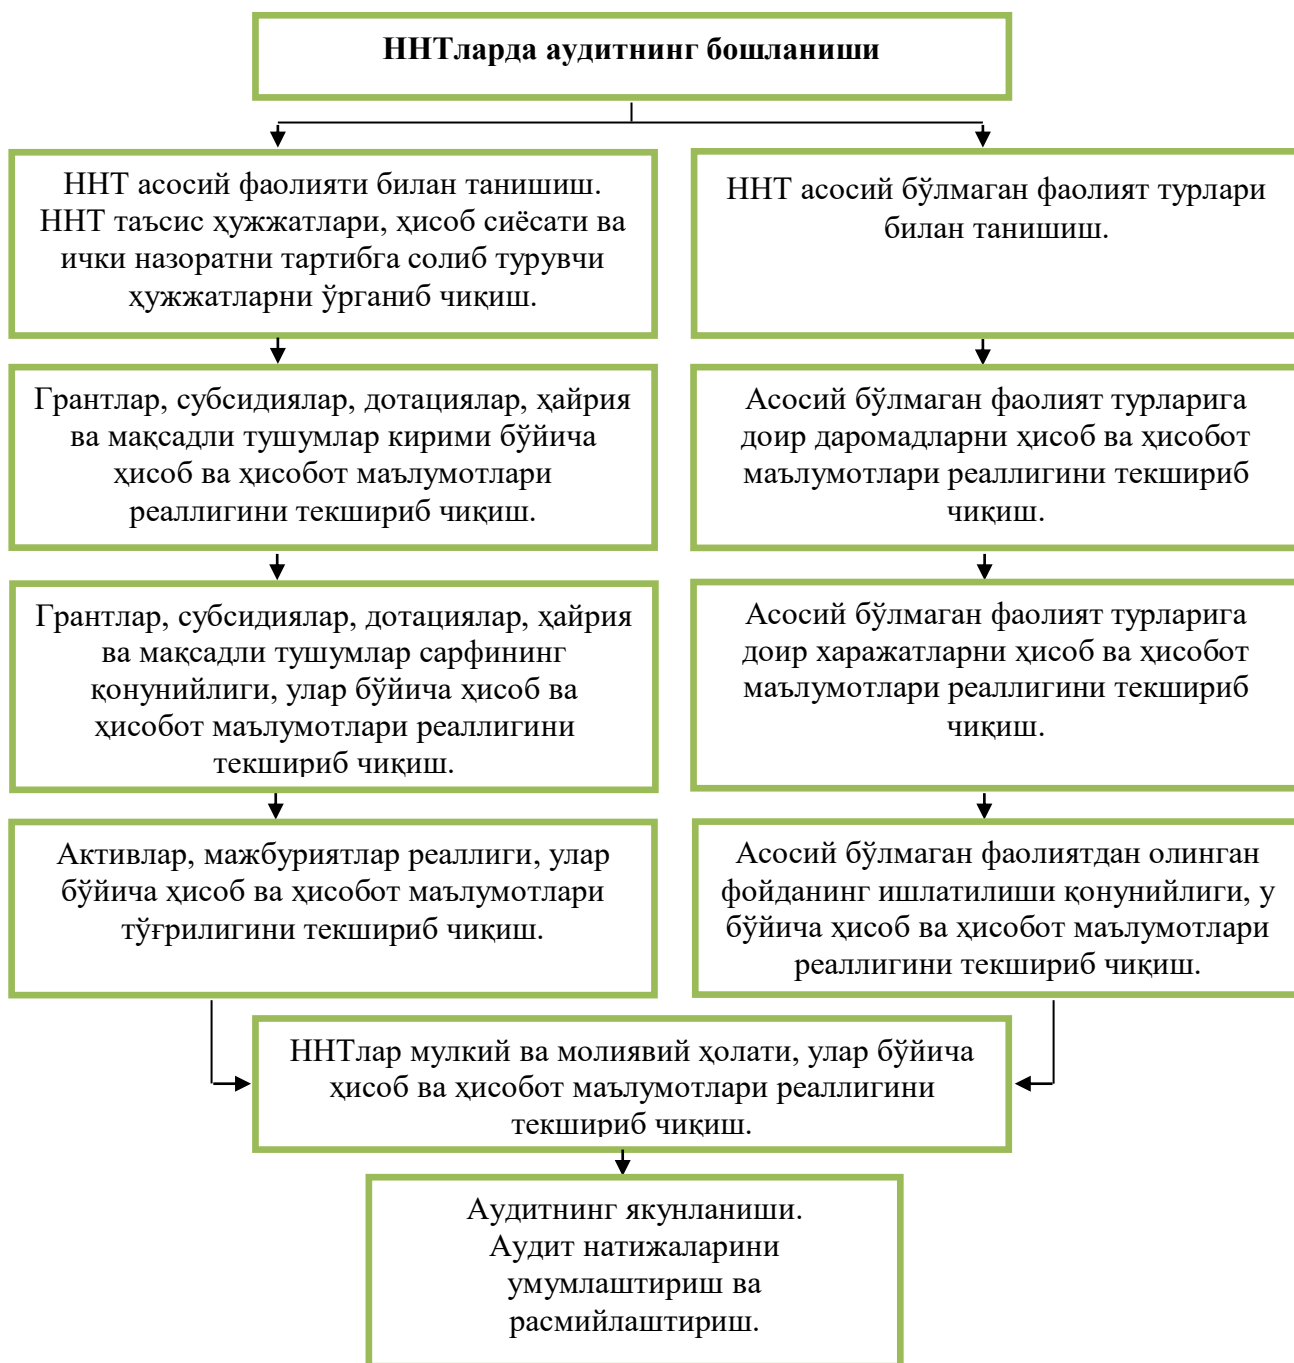 ННТларда аудитнинг бошланиши
ННТ асосий фаолияти билан танишиш.
ННТ таъсис ҳужжатлари, ҳисоб сиёсати ва
ички назоратни тартибга солиб турувчи
ҳужжатларни ўрганиб чиқиш.
ННТ асосий бўлмаган фаолият турлари
билан танишиш.
Грантлар, субсидиялар, дотациялар, ҳайрия
ва мақсадли тушумлар кирими бўйича
ҳисоб ва ҳисобот маълумотлари
реаллигини текшириб чиқиш.
Асосий бўлмаган фаолият турларига
доир даромадларни ҳисоб ва ҳисобот
маълумотлари реаллигини текшириб
чиқиш.
Грантлар, субсидиялар, дотациялар, ҳайрия
ва мақсадли тушумлар сарфининг
қонунийлиги, улар бўйича ҳисоб ва
ҳисобот маълумотлари реаллигини
текшириб чиқиш.
Асосий бўлмаган фаолият турларига
доир харажатларни ҳисоб ва ҳисобот
маълумотлари реаллигини текшириб
чиқиш.
Активлар, мажбуриятлар реаллиги, улар
бўйича ҳисоб ва ҳисобот маълумотлари
тўғрилигини текшириб чиқиш.
Асосий бўлмаган фаолиятдан олинган
фойданинг ишлатилиши қонунийлиги, у
бўйича ҳисоб ва ҳисобот маълумотлари
реаллигини текшириб чиқиш.
ННТлар мулкий ва молиявий ҳолати, улар бўйича
ҳисоб ва ҳисобот маълумотлари реаллигини
текшириб чиқиш.
Аудитнинг якунланиши.
Аудит натижаларини
умумлаштириш ва
расмийлаштириш.